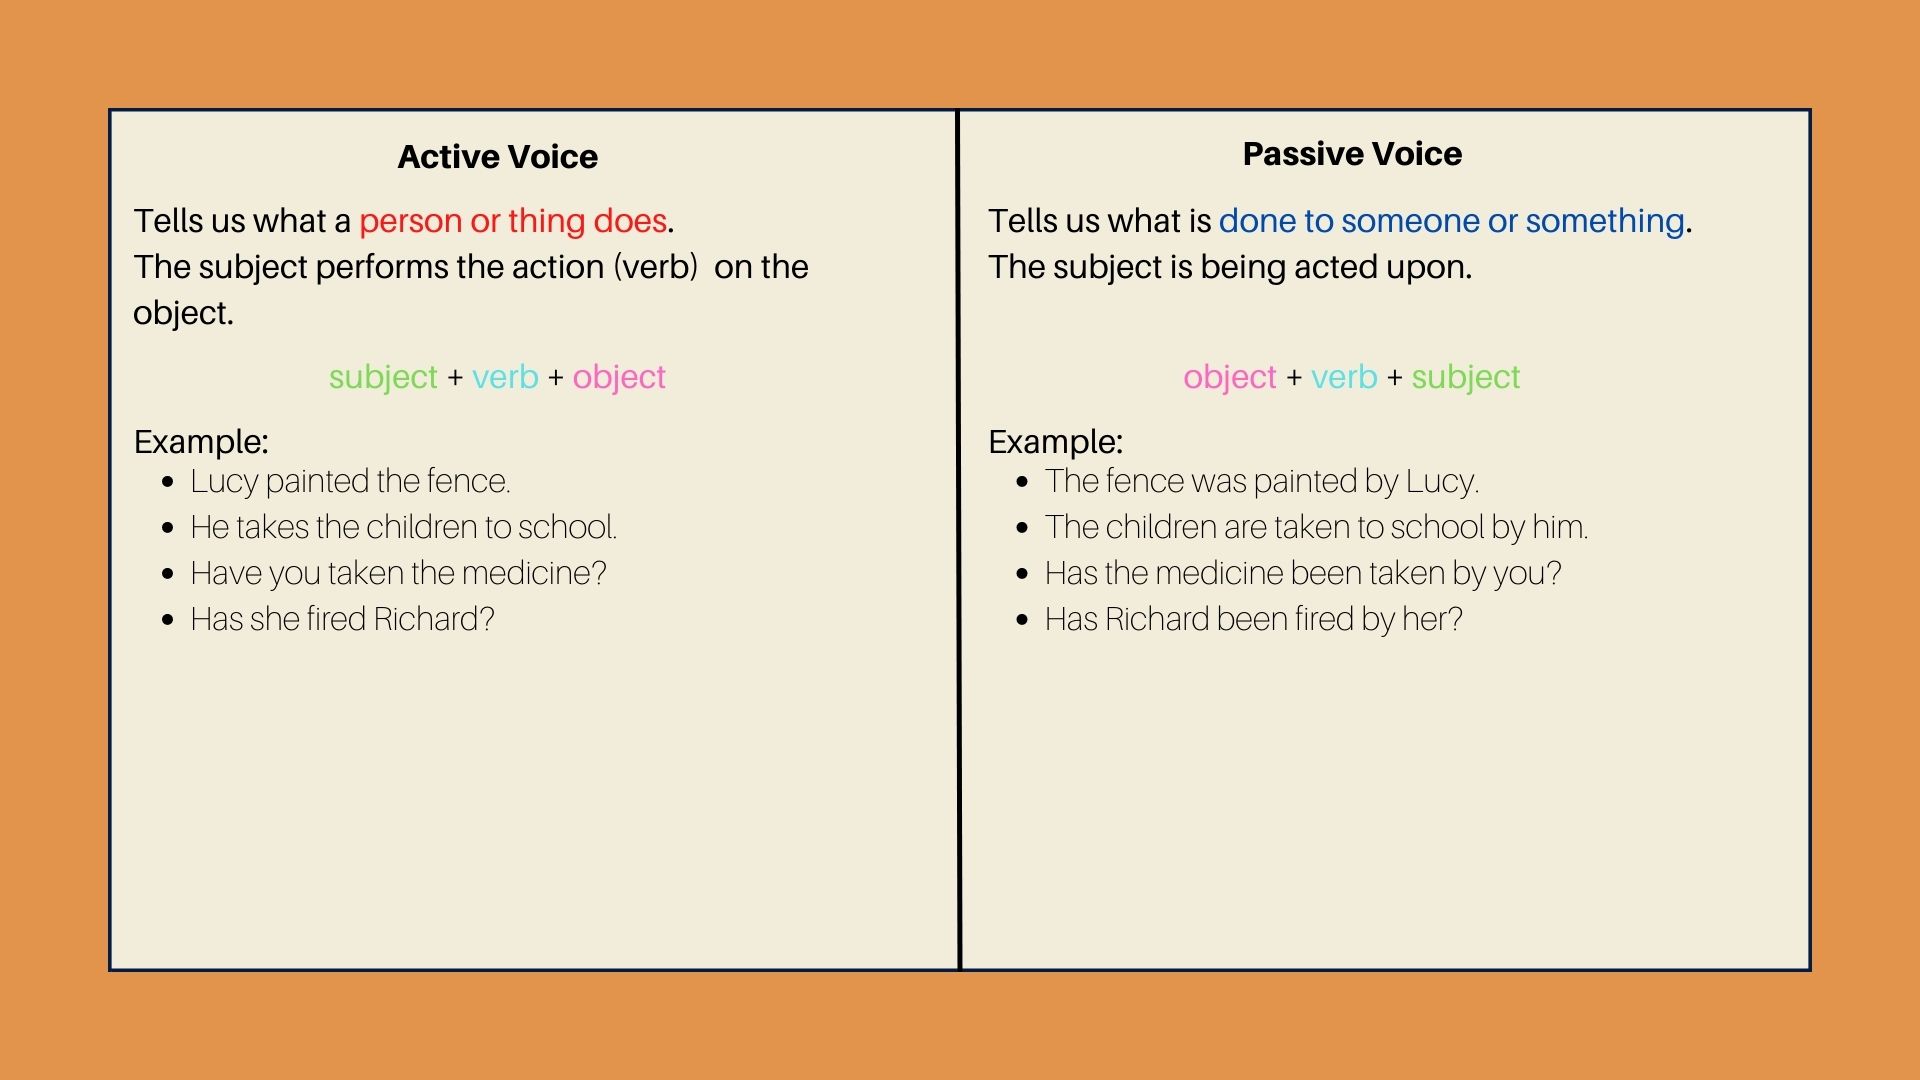 Active Voice
Tells us what a person or thing does.
The subject performs the action (verb)  on the
object.
subject + verb + object
Example:
• Lucy painted the fence.
• He takes the children to school.
• Have you taken the medicine?
• Has she fired Richard?
Passive Voice
Tells us what is done to someone or something.
The subject is being acted upon.
object + verb + subject
Example:
• The fence was painted by Lucy.
• The children are taken to school by him.
• Has the medicine been taken by you?
• Has Richard been fired by her?